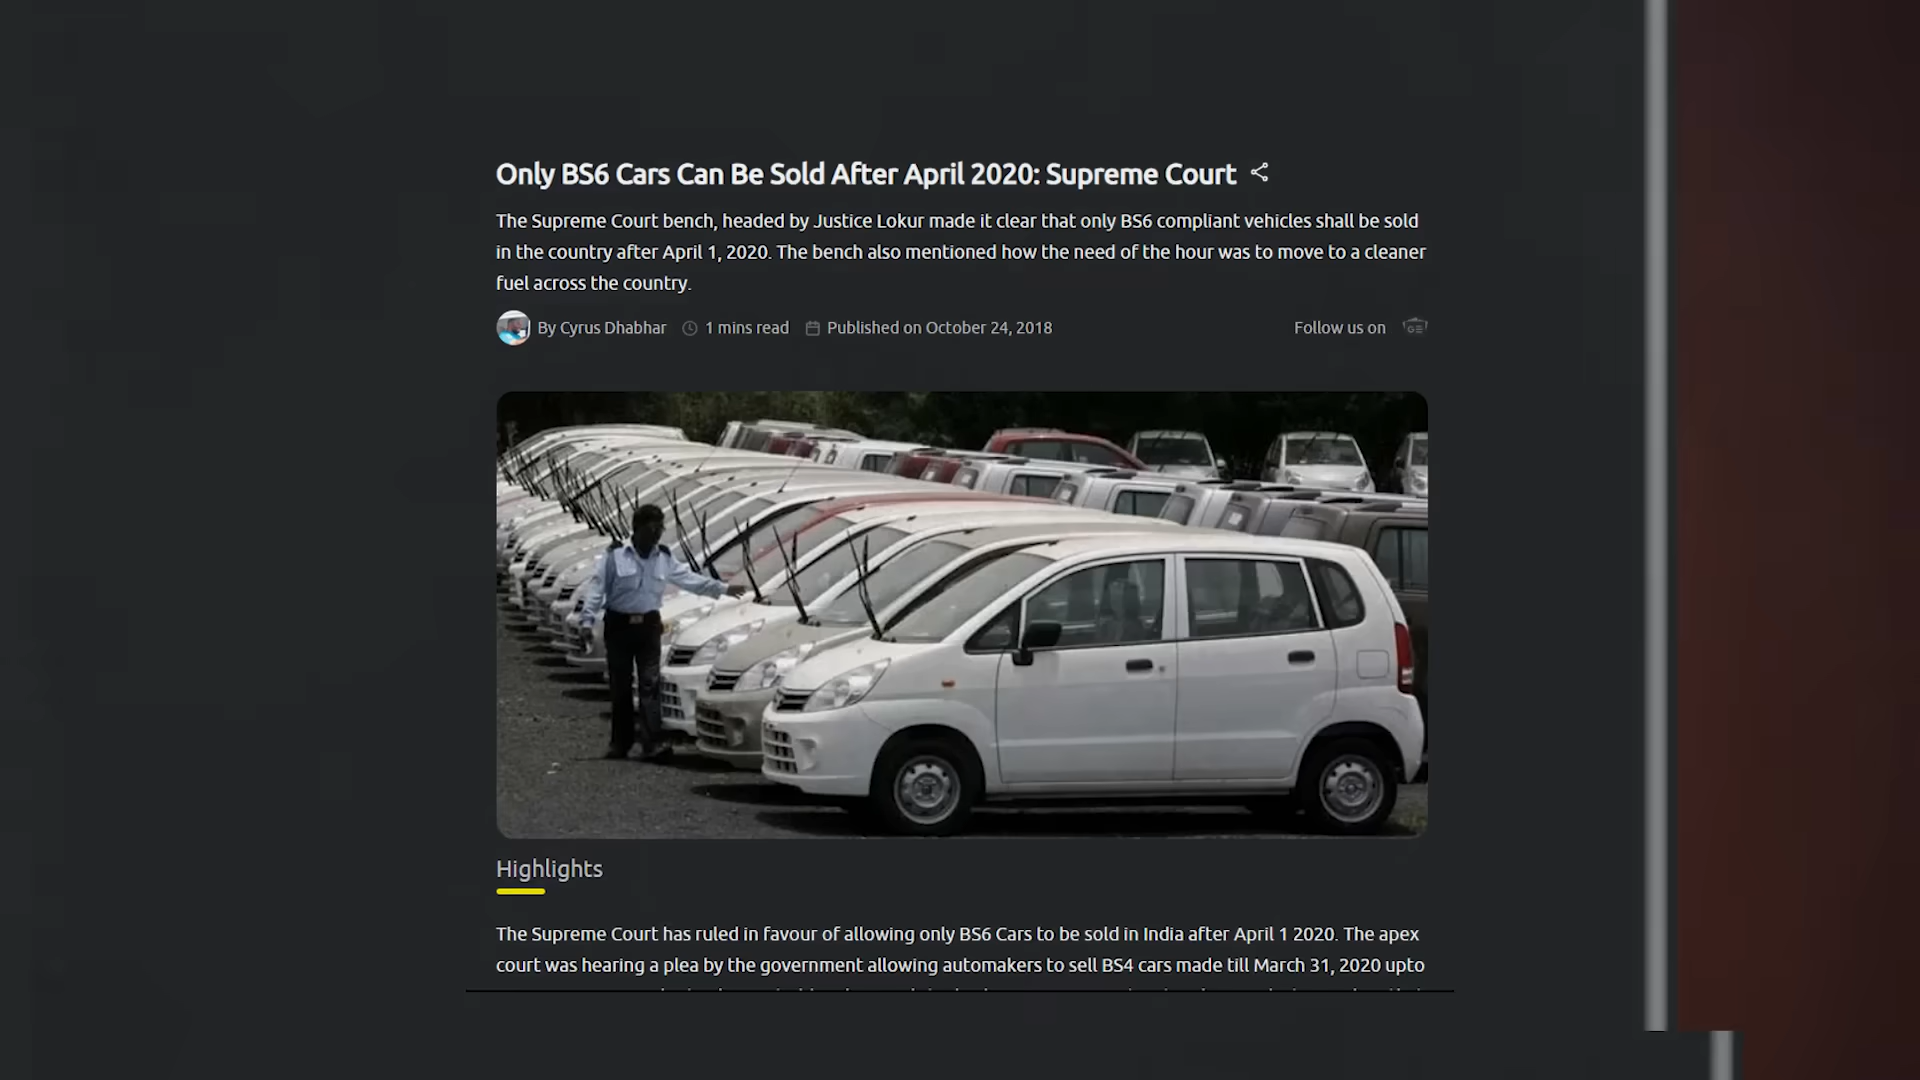 Only BS6 Cars Can Be Sold After April 2020: Supreme Court
The Supreme Court bench, headed by Justice Lokur made it clear that only BS6 compliant vehicles shall be sold
in the country after April 1, 2020. The bench also mentioned how the need of the hour was to move to a cleaner
fuel across the country.
By Cyrus Dhabhar 1 mins read Published on October 24, 2018 Follow us on
Highlights
The Supreme Court has ruled in favour of allowing only BS6 Cars to be sold in India after April 1 2020. The apex
court was hearing a plea by the government allowing automakers to sell BS4 cars made till March 31, 2020 upto